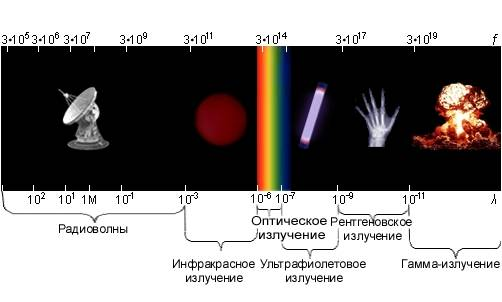 3·10⁵ 3·10⁶ 3·10⁷ 3·10⁹ 3·10¹¹ 3·10¹⁴ 3·10¹⁷ 3·10¹⁹ f
10² 10¹ 1м 10⁻¹ 10⁻³ 10⁻⁶ 10⁻⁷ 10⁻⁹ 10⁻¹¹ λ
Радиоволны
Оптическое
излучение
Рентгеновское
излучение
Инфракрасное
излучение
Ультрафиолетовое
излучение
Гамма-излучение